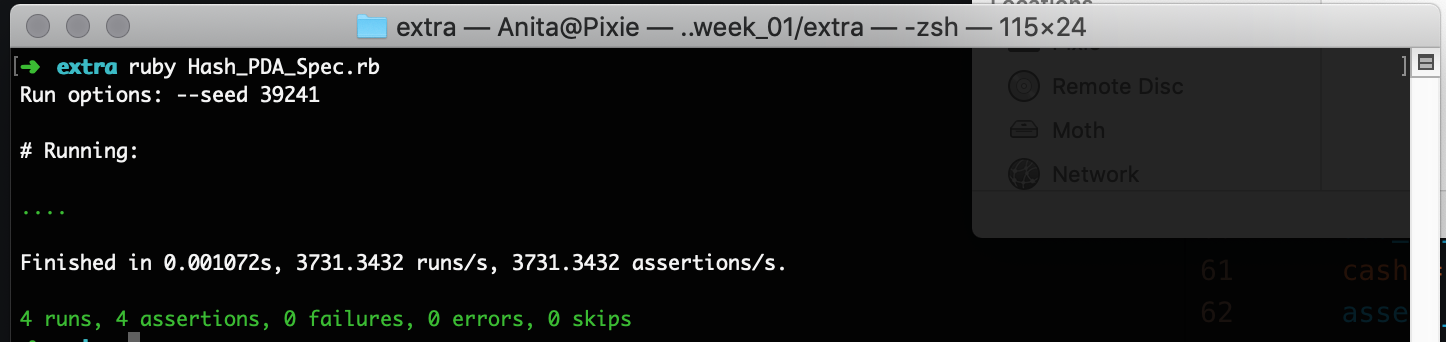 Locations
extra — Anita@Pixie — ..week_01/extra — -zsh — 115×24
Pixie
[➜ extra ruby Hash_PDA_Spec.rb ]
Run options: --seed 39241
Remote Disc
Moth
# Running:
Network
....
Finished in 0.001072s, 3731.3432 runs/s, 3731.3432 assertions/s.
61 cash
4 runs, 4 assertions, 0 failures, 0 errors, 0 skips
62 asse